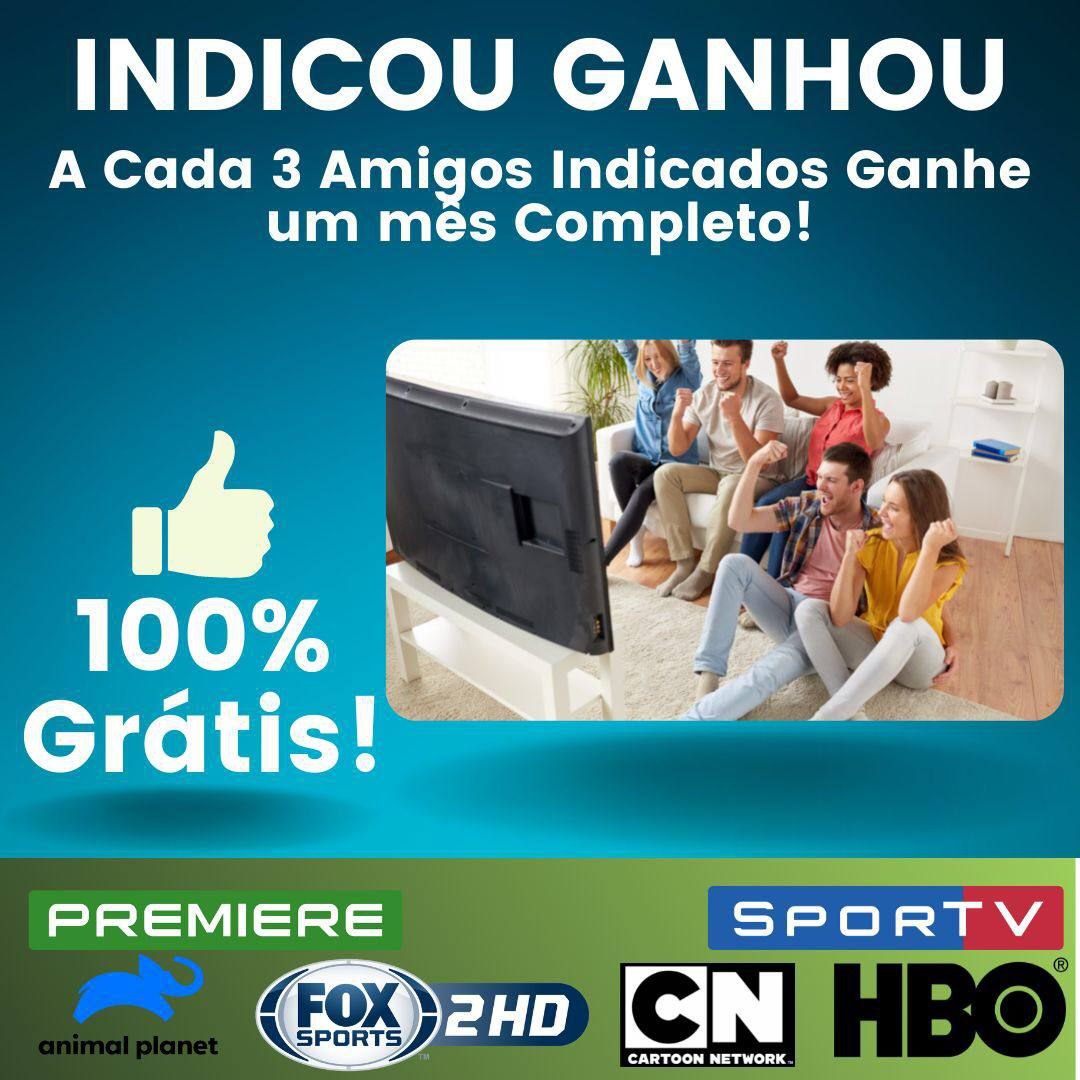 INDICOU GANHOU
A Cada 3 Amigos Indicados Ganhe
um mês Completo!
100%
Grátis!
PREMIERE
SPORTV
animal planet
FOX
SPORTS
2HD
TM
CN
CARTOON NETWORK
HBO®